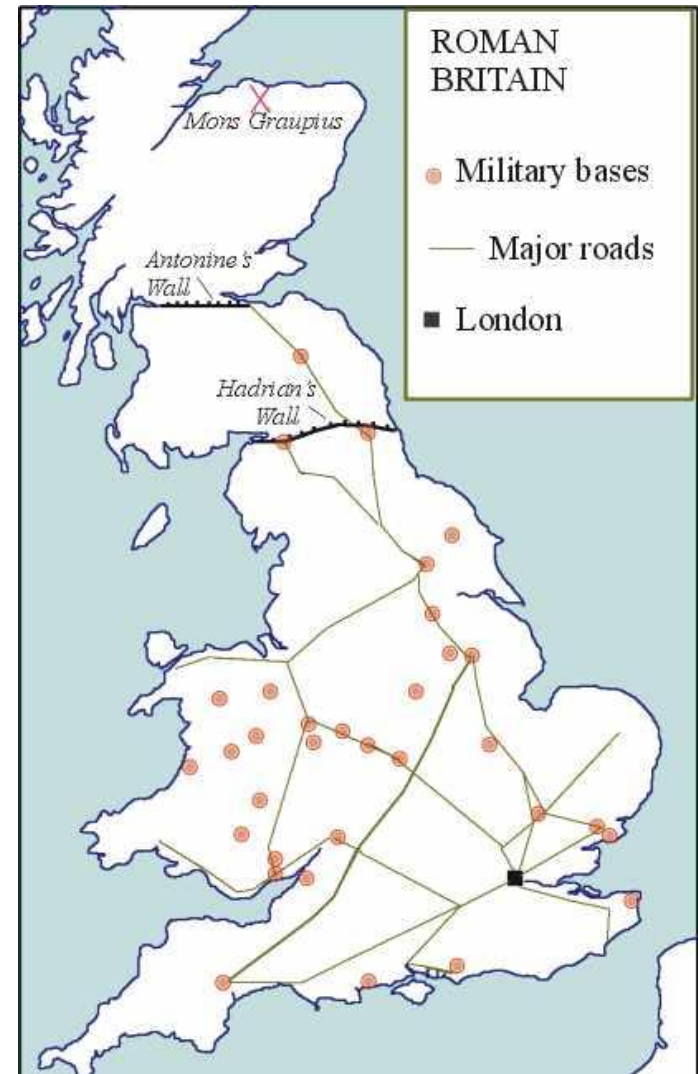 ROMAN
BRITAIN
Military bases
Major roads
London
Mons Graupius
Antonine's
Wall
Hadrian's
Wall